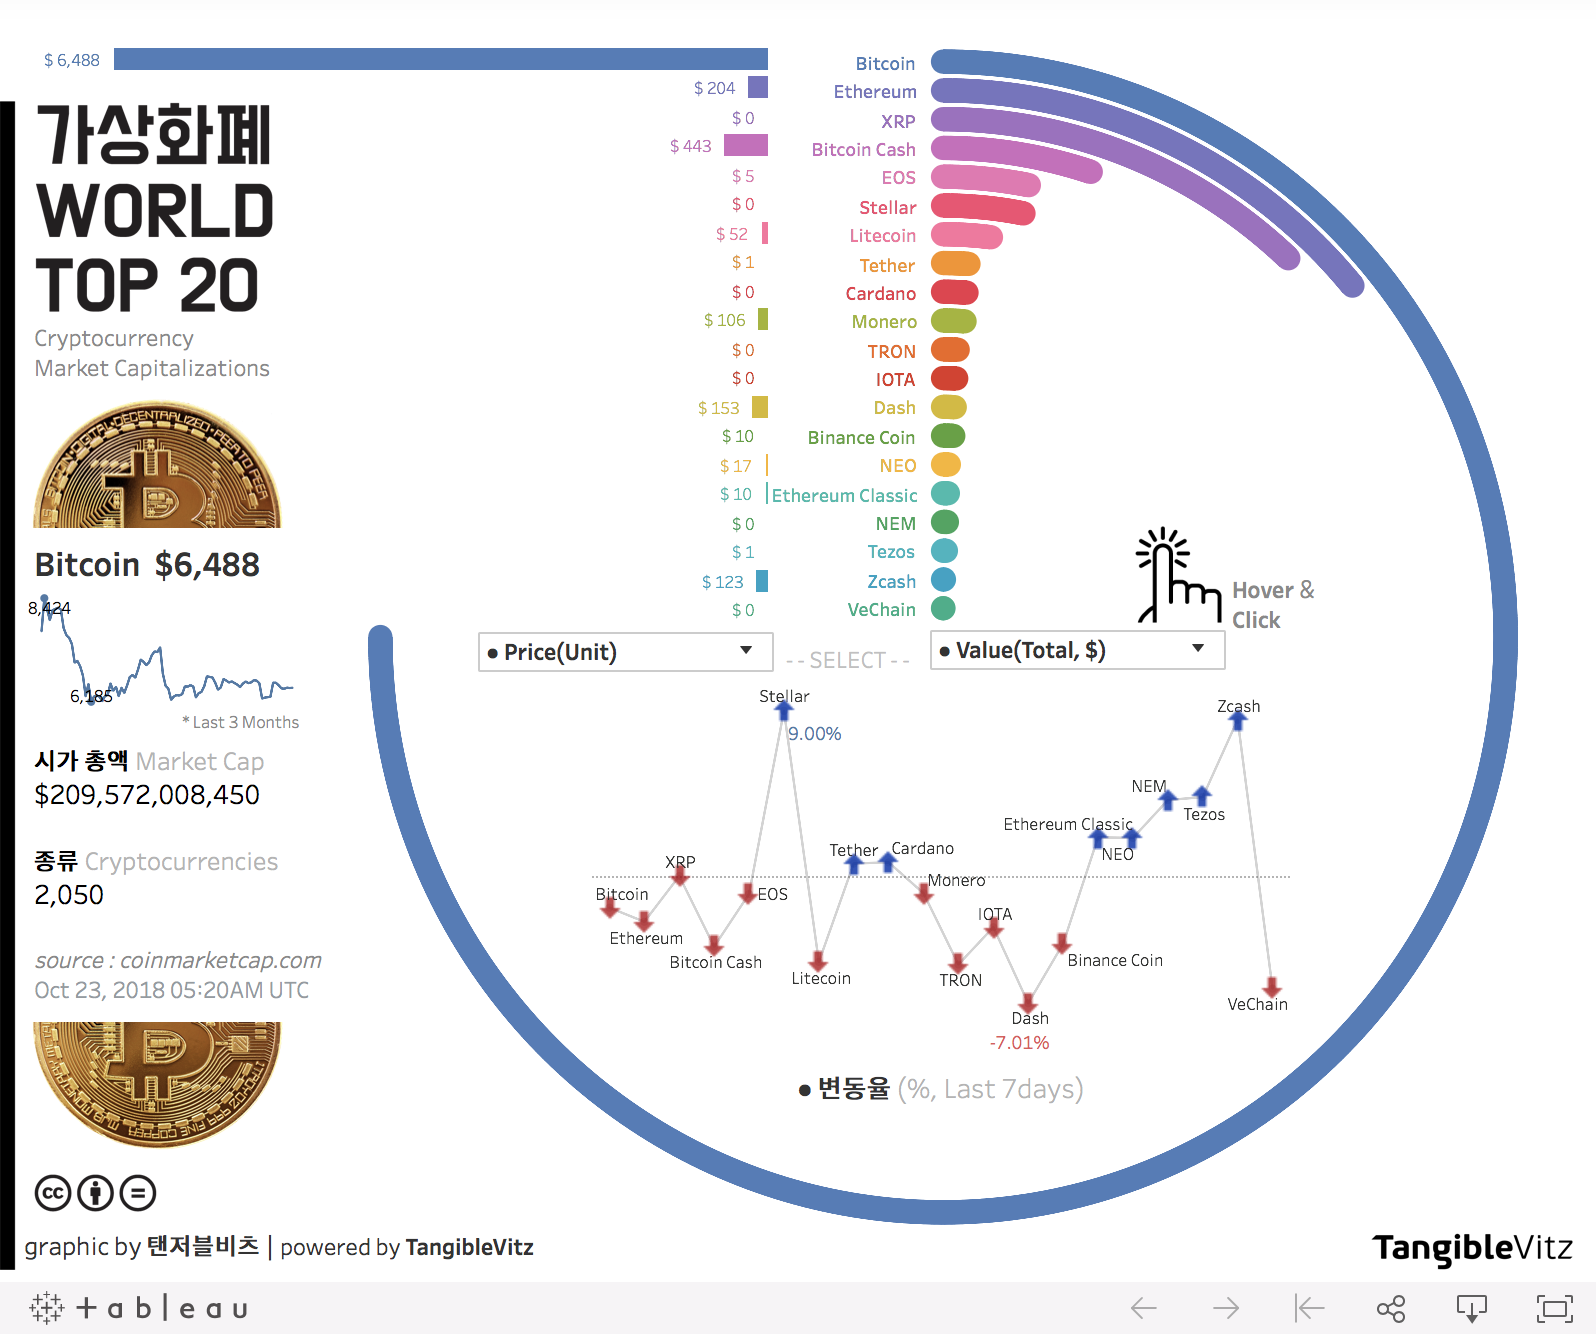 $ 6,488
Bitcoin
$ 204
Ethereum
$ 0
XRP
$ 443
Bitcoin Cash
$ 5
EOS
$ 0
Stellar
$ 52
Litecoin
$ 1
Tether
$ 0
Cardano
$ 106
Monero
$ 0
TRON
$ 0
IOTA
$ 153
Dash
$ 10
Binance Coin
$ 17
NEO
$ 10
Ethereum Classic
$ 0
NEM
$ 1
Tezos
$ 123
Zcash
$ 0
VeChain
가상화폐
WORLD
TOP 20
Cryptocurrency
Market Capitalizations
Bitcoin $6,488
8,424
6,185
* Last 3 Months
시가 총액 Market Cap
$209,572,008,450
종류 Cryptocurrencies
2,050
source : coinmarketcap.com
Oct 23, 2018 05:20AM UTC
Hover &
Click
● Price(Unit)
--SELECT--
● Value(Total, $)
Stellar
9.00%
Zcash
NEM
Tezos
Ethereum Classic
NEO
Tether
Cardano
XRP
Monero
Bitcoin
EOS
Ethereum
IOTA
Bitcoin Cash
Binance Coin
Litecoin
TRON
VeChain
Dash
-7.01%
● 변동율 (%, Last 7days)
cc
graphic by 탠저블비츠 | powered by TangibleVitz
TangibleVitz
+ableau